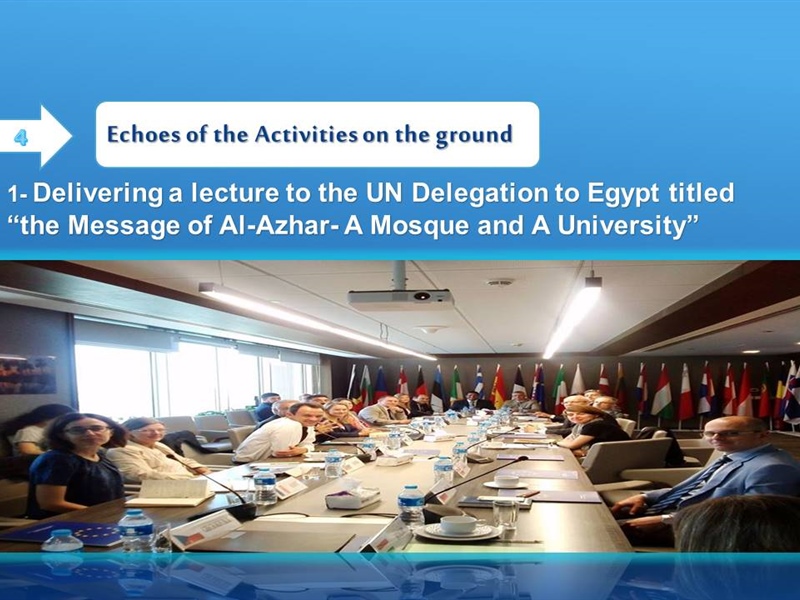 4
Echoes of the Activities on the ground
1- Delivering a lecture to the UN Delegation to Egypt titled
“the Message of Al-Azhar- A Mosque and A University”